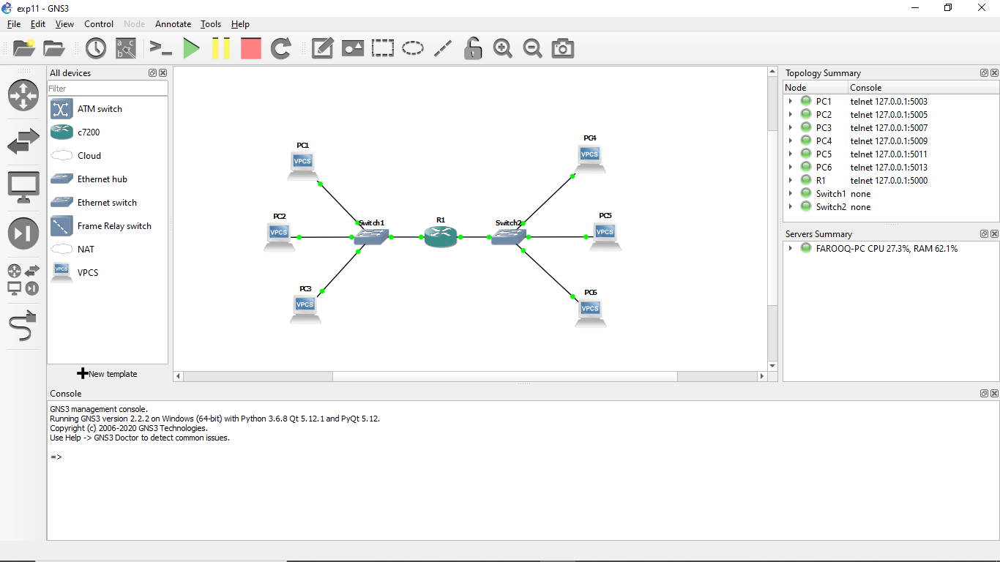 exp11 - GNS3
File Edit View Control Node Annotate Tools Help
All devices
Filter
ATM switch
c7200
Cloud
Ethernet hub
Ethernet switch
Frame Relay switch
NAT
VPCS
VPCS
New template
PC1
VPCS
PC2
VPCS
PC3
VPCS
Switch1
R1
Switch2
PC4
VPCS
PC5
VPCS
PC6
VPCS
Topology Summary
Node Console
PC1 telnet 127.0.0.1:5003
PC2 telnet 127.0.0.1:5005
PC3 telnet 127.0.0.1:5007
PC4 telnet 127.0.0.1:5009
PC5 telnet 127.0.0.1:5011
PC6 telnet 127.0.0.1:5013
R1 telnet 127.0.0.1:5000
Switch1 none
Switch2 none
Servers Summary
FAROOQ-PC CPU 27.3%, RAM 62.1%
Console
GNS3 management console.
Running GNS3 version 2.2.2 on Windows (64-bit) with Python 3.6.8 Qt 5.12.1 and PyQt 5.12.
Copyright (c) 2006-2020 GNS3 Technologies.
Use Help -> GNS3 Doctor to detect common issues.
=>